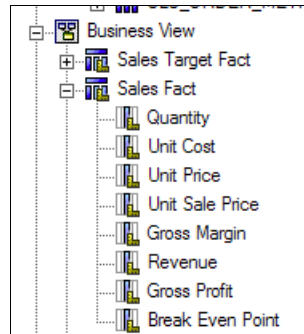 Business View
Sales Target Fact
Sales Fact
Quantity
Unit Cost
Unit Price
Unit Sale Price
Gross Margin
Revenue
Gross Profit
Break Even Point